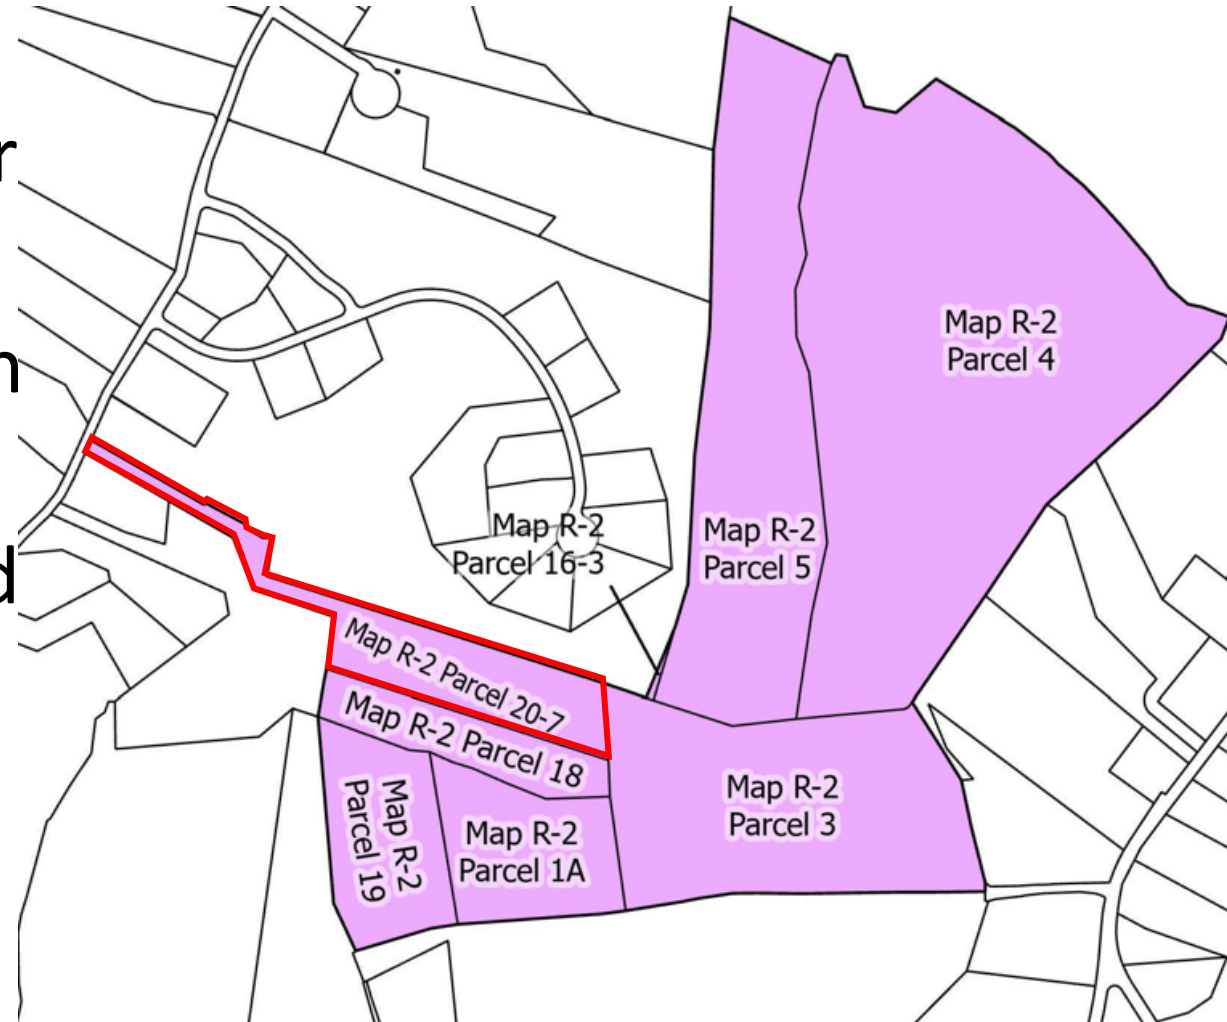 r
n
d
Map R-2
Parcel 4
Map R-2
Parcel 16-3
Map R-2
Parcel 5
Map R-2 Parcel 20-7
Map R-2 Parcel 18
Map R-2
Parcel 19
Map R-2
Parcel 1A
Map R-2
Parcel 3